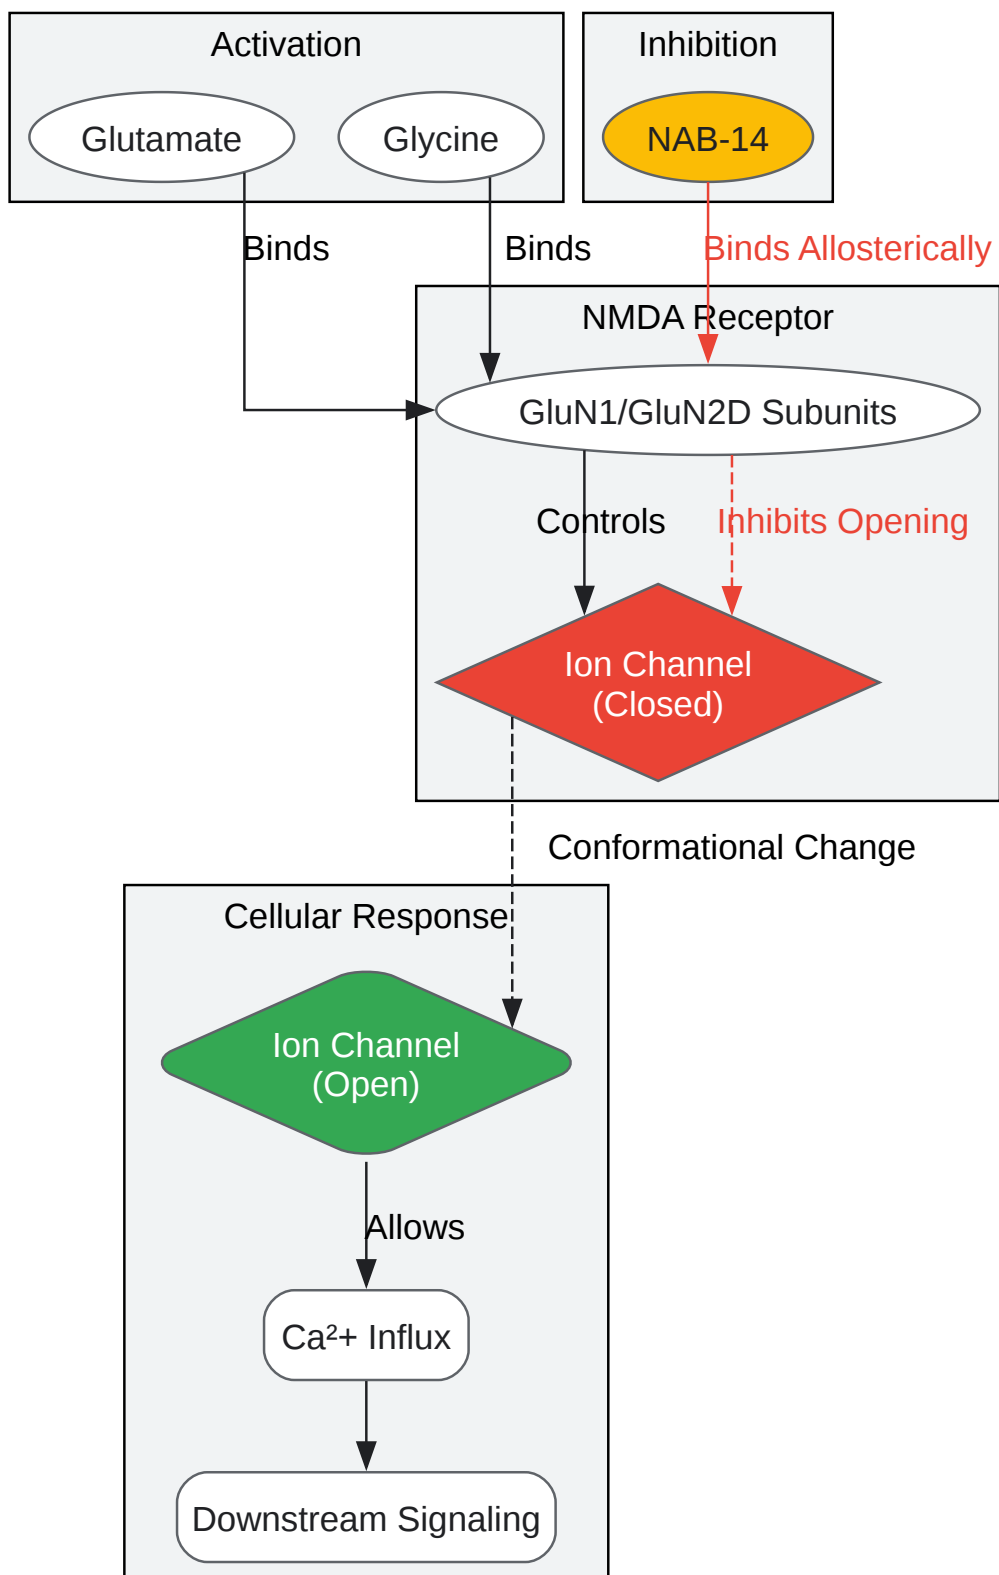 Activation
Inhibition
Glutamate
Glycine
NAB-14
Binds
Binds
Binds Allosterically
NMDA Receptor
GluN1/GluN2D Subunits
Controls
Inhibits Opening
Ion Channel
(Closed)
Conformational Change
Cellular Response
Ion Channel
(Open)
Allows
Ca²+ Influx
Downstream Signaling